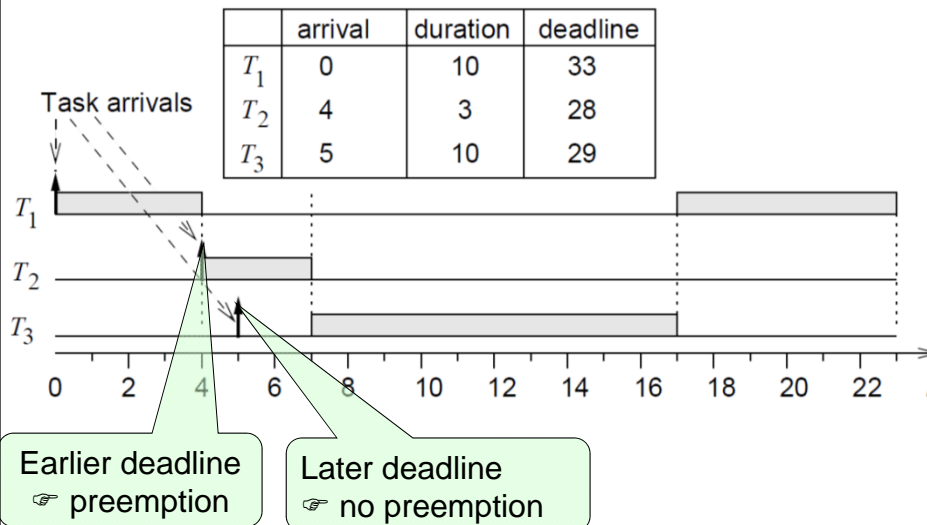 arrival duration deadline
T1 0 10 33
T2 4 3 28
T3 5 10 29
Task arrivals
T1
T2
T3
0 2 4 6 8 10 12 14 16 18 20 22
Earlier deadline
☞ preemption
Later deadline
☞ no preemption